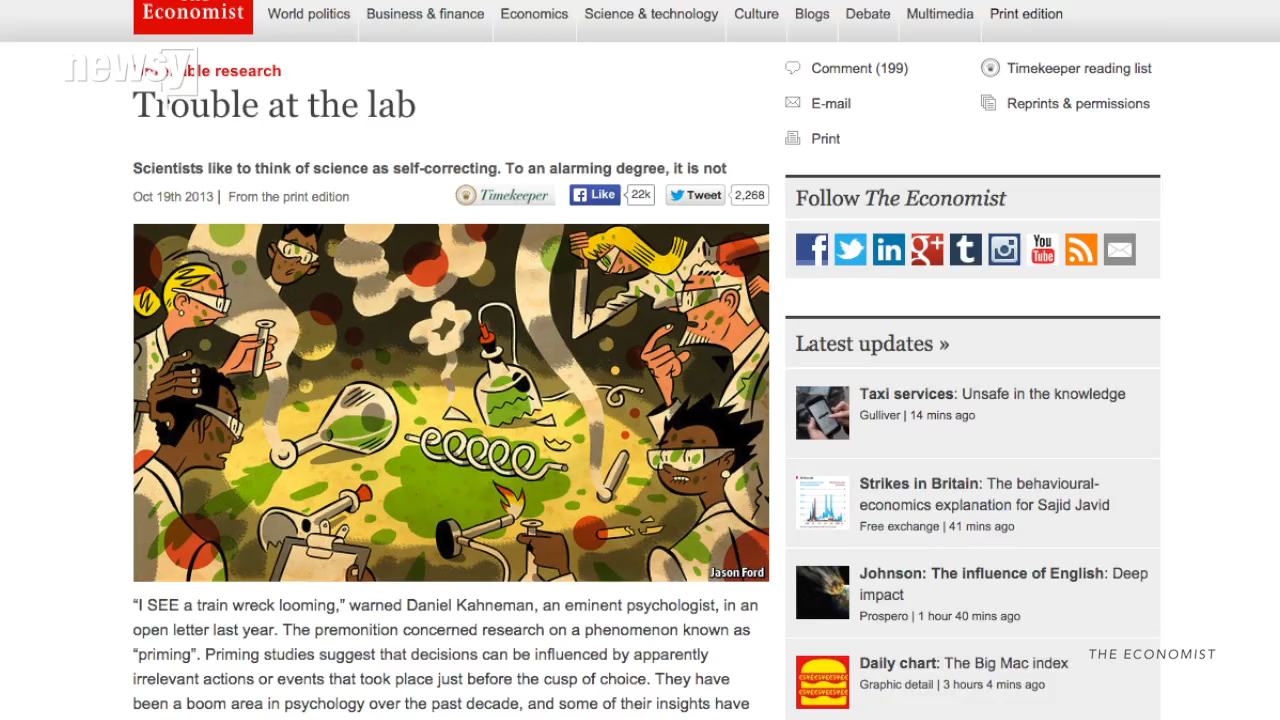 The
Economist
World politics
Business & finance
Economics
Science & technology
Culture
Blogs
Debate
Multimedia
Print edition
newsy
research
Trouble at the lab
Scientists like to think of science as self-correcting. To an alarming degree, it is not
Oct 19th 2013 | From the print edition
Timekeeper
Like
22k
Tweet
2,268
Jason Ford
“I SEE a train wreck looming,” warned Daniel Kahneman, an eminent psychologist, in an
open letter last year. The premonition concerned research on a phenomenon known as
“priming”. Priming studies suggest that decisions can be influenced by apparently
irrelevant actions or events that took place just before the cusp of choice. They have
been a boom area in psychology over the past decade, and some of their insights have
Comment (199)
Timekeeper reading list
E-mail
Reprints & permissions
Print
Follow The Economist
You
Tube
Latest updates »
Taxi services: Unsafe in the knowledge
Gulliver | 14 mins ago
Strikes in Britain: The behavioural-
economics explanation for Sajid Javid
Free exchange | 41 mins ago
Johnson: The influence of English: Deep
impact
Prospero | 1 hour 40 mins ago
Daily chart: The Big Mac index
Graphic detail | 3 hours 4 mins ago
THE ECONOMIST